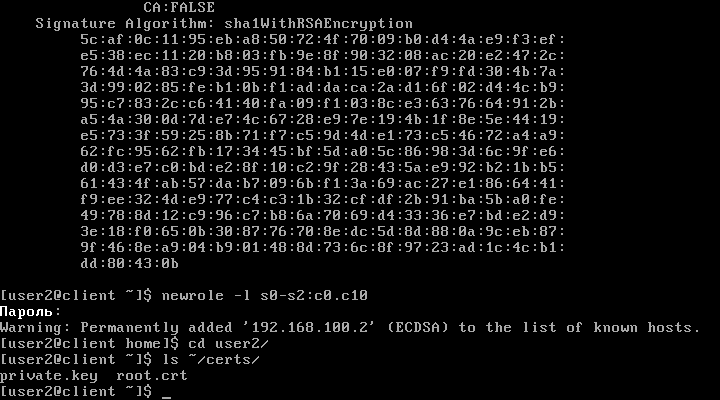 CA:FALSE
Signature Algorithm: sha1WithRSAEncryption
5c:af:0c:11:95:eb:a8:50:72:4f:70:09:b0:d4:4a:e9:f3:ef:
e5:38:ec:11:20:b8:03:fb:9e:8f:90:32:08:ac:20:e2:47:2c:
76:4d:4a:83:c9:3d:95:91:84:b1:15:e0:07:f9:fd:30:4b:7a:
3d:99:02:85:fe:b1:0b:f1:ad:da:ca:2a:d1:6f:02:d4:4c:b9:
95:c7:83:2c:c6:41:40:fa:09:f1:03:8c:e3:63:76:64:91:2b:
a5:4a:30:0d:7d:e7:4c:67:28:e9:7e:19:4b:1f:8e:5e:44:19:
e5:73:3f:59:25:8b:71:f7:c5:9d:4d:e1:73:c5:46:72:a4:a9:
62:fc:95:62:fb:17:34:45:bf:5d:a0:5c:86:98:3d:6c:9f:e6:
d0:d3:e7:c0:bd:e2:8f:10:c2:9f:28:43:5a:e9:92:b2:1b:b5:
61:43:4f:ab:57:da:b7:09:6b:f1:3a:69:ac:27:e1:86:64:41:
f9:ee:32:4d:e9:77:c4:c3:1b:32:cf:df:2b:91:ba:5b:a0:fe:
49:78:8d:12:c9:96:c7:b8:6a:70:69:d4:33:36:e7:bd:e2:d9:
3e:18:f0:65:0b:30:87:76:70:8e:dc:5d:8d:88:0a:9c:eb:87:
9f:46:8e:a9:04:b9:01:48:8d:73:6c:8f:97:23:ad:1c:4c:b1:
dd:80:43:0b
[user2@client ~]$ newrole -l s0-s2:c0.c10
Пароль:
Warning: Permanently added '192.168.100.2' (ECDSA) to the list of known hosts.
[user2@client home]$ cd user2/
[user2@client ~]$ ls ~/certs/
private.key root.crt
[user2@client ~]$ _